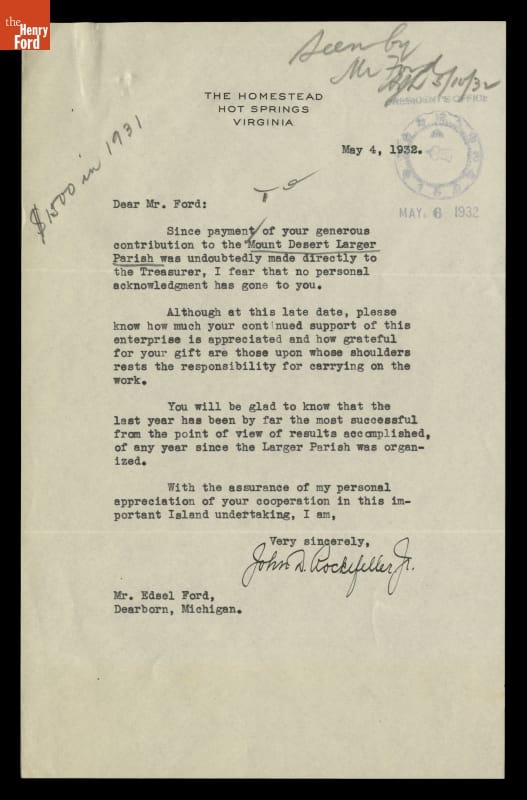 the
Henry
Ford
Seen by
Mr Ford
5/10/32
PRESIDENT'S OFFICE
THE HOMESTEAD
HOT SPRINGS
VIRGINIA
May 4, 1932.
MAY 6 1932
$1500 in 1931
Dear Mr. Ford:
Since payment of your generous
contribution to the Mount Desert Larger
Parish was undoubtedly made directly to
the Treasurer, I fear that no personal
acknowledgment has gone to you.
Although at this late date, please
know how much your continued support of this
enterprise is appreciated and how grateful
for your gift are those upon whose shoulders
rests the responsibility for carrying on the
work.
You will be glad to know that the
last year has been by far the most successful
from the point of view of results accomplished,
of any year since the Larger Parish was organ-
ized.
With the assurance of my personal
appreciation of your cooperation in this im-
portant Island undertaking, I am,
Very sincerely,
John D. Rockefeller Jr.
Mr. Edsel Ford,
Dearborn, Michigan.